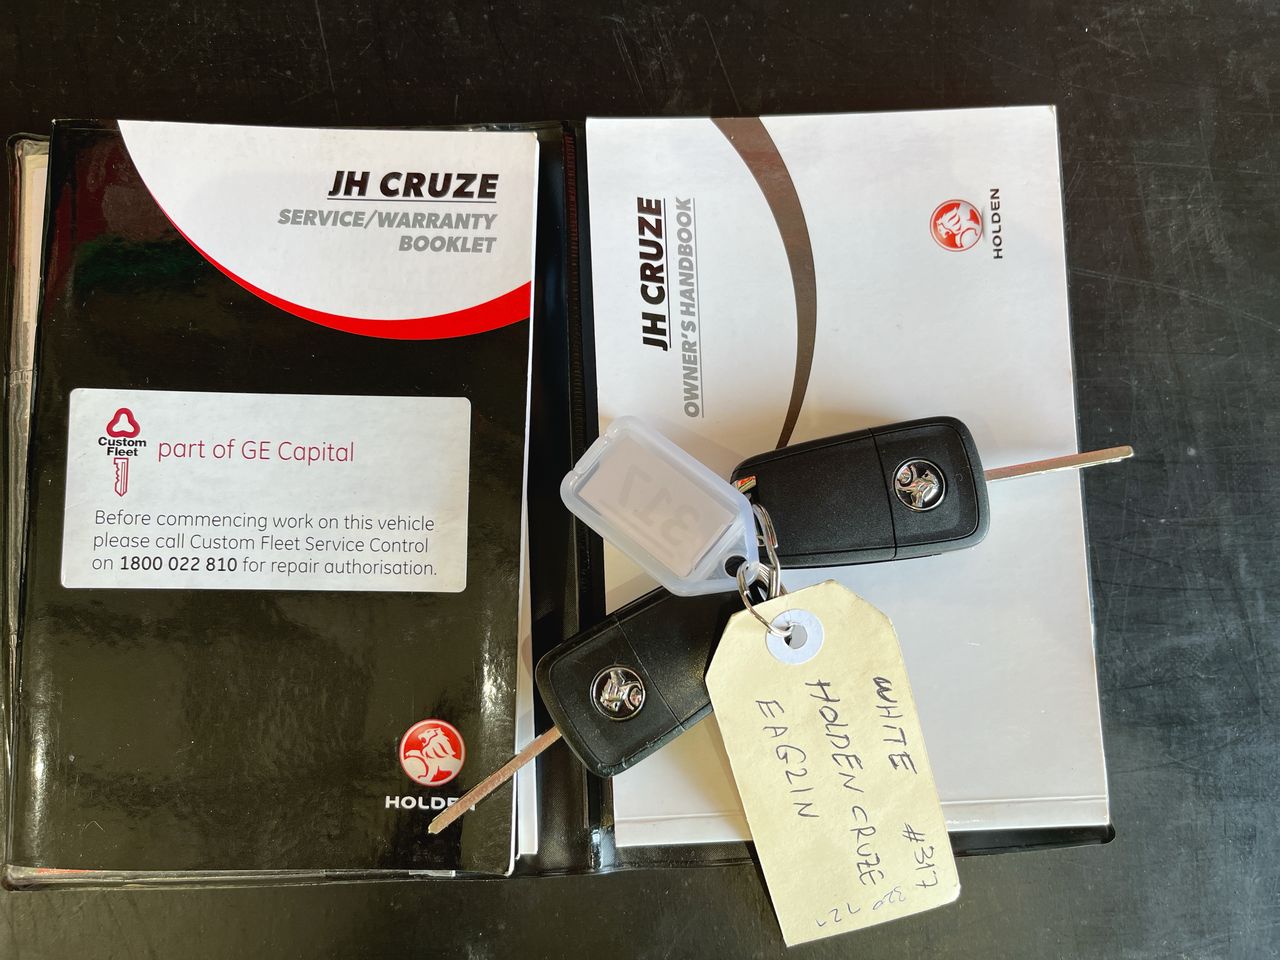 JH CRUZE
SERVICE/WARRANTY
BOOKLET
Custom
Fleet
part of GE Capital
Before commencing work on this vehicle
please call Custom Fleet Service Control
on 1800 022 810 for repair authorisation.
HOLDEN
JH CRUZE
OWNER'S HANDBOOK
HOLDEN
317
WHITE #317
HOLDEN CRUZE
EAG21N